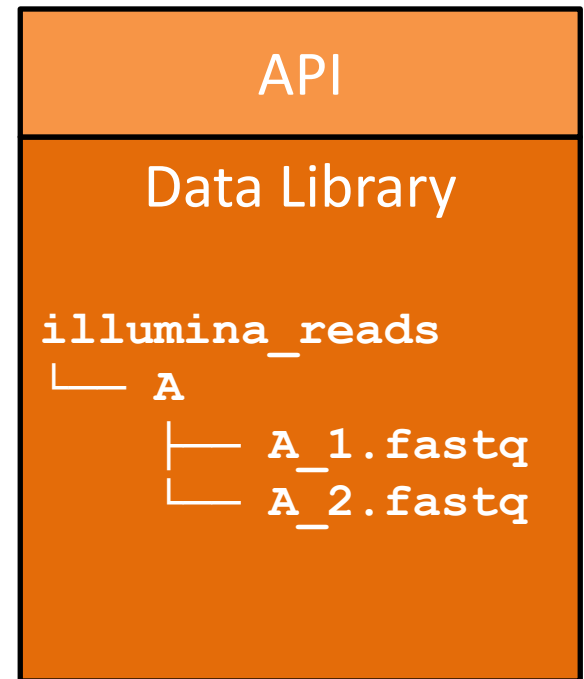 API
Data Library
illumina_reads
└── A
    ├── A_1.fastq
    └── A_2.fastq